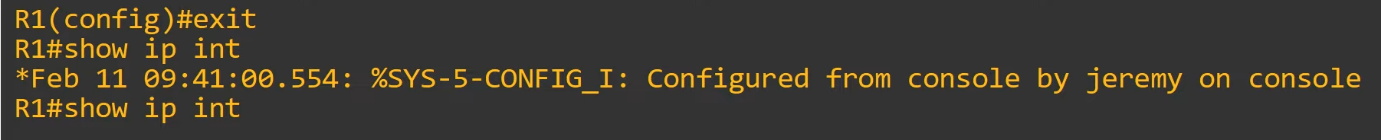 R1(config)#exit
R1#show ip int
*Feb 11 09:41:00.554: %SYS-5-CONFIG_I: Configured from console by jeremy on console
R1#show ip int